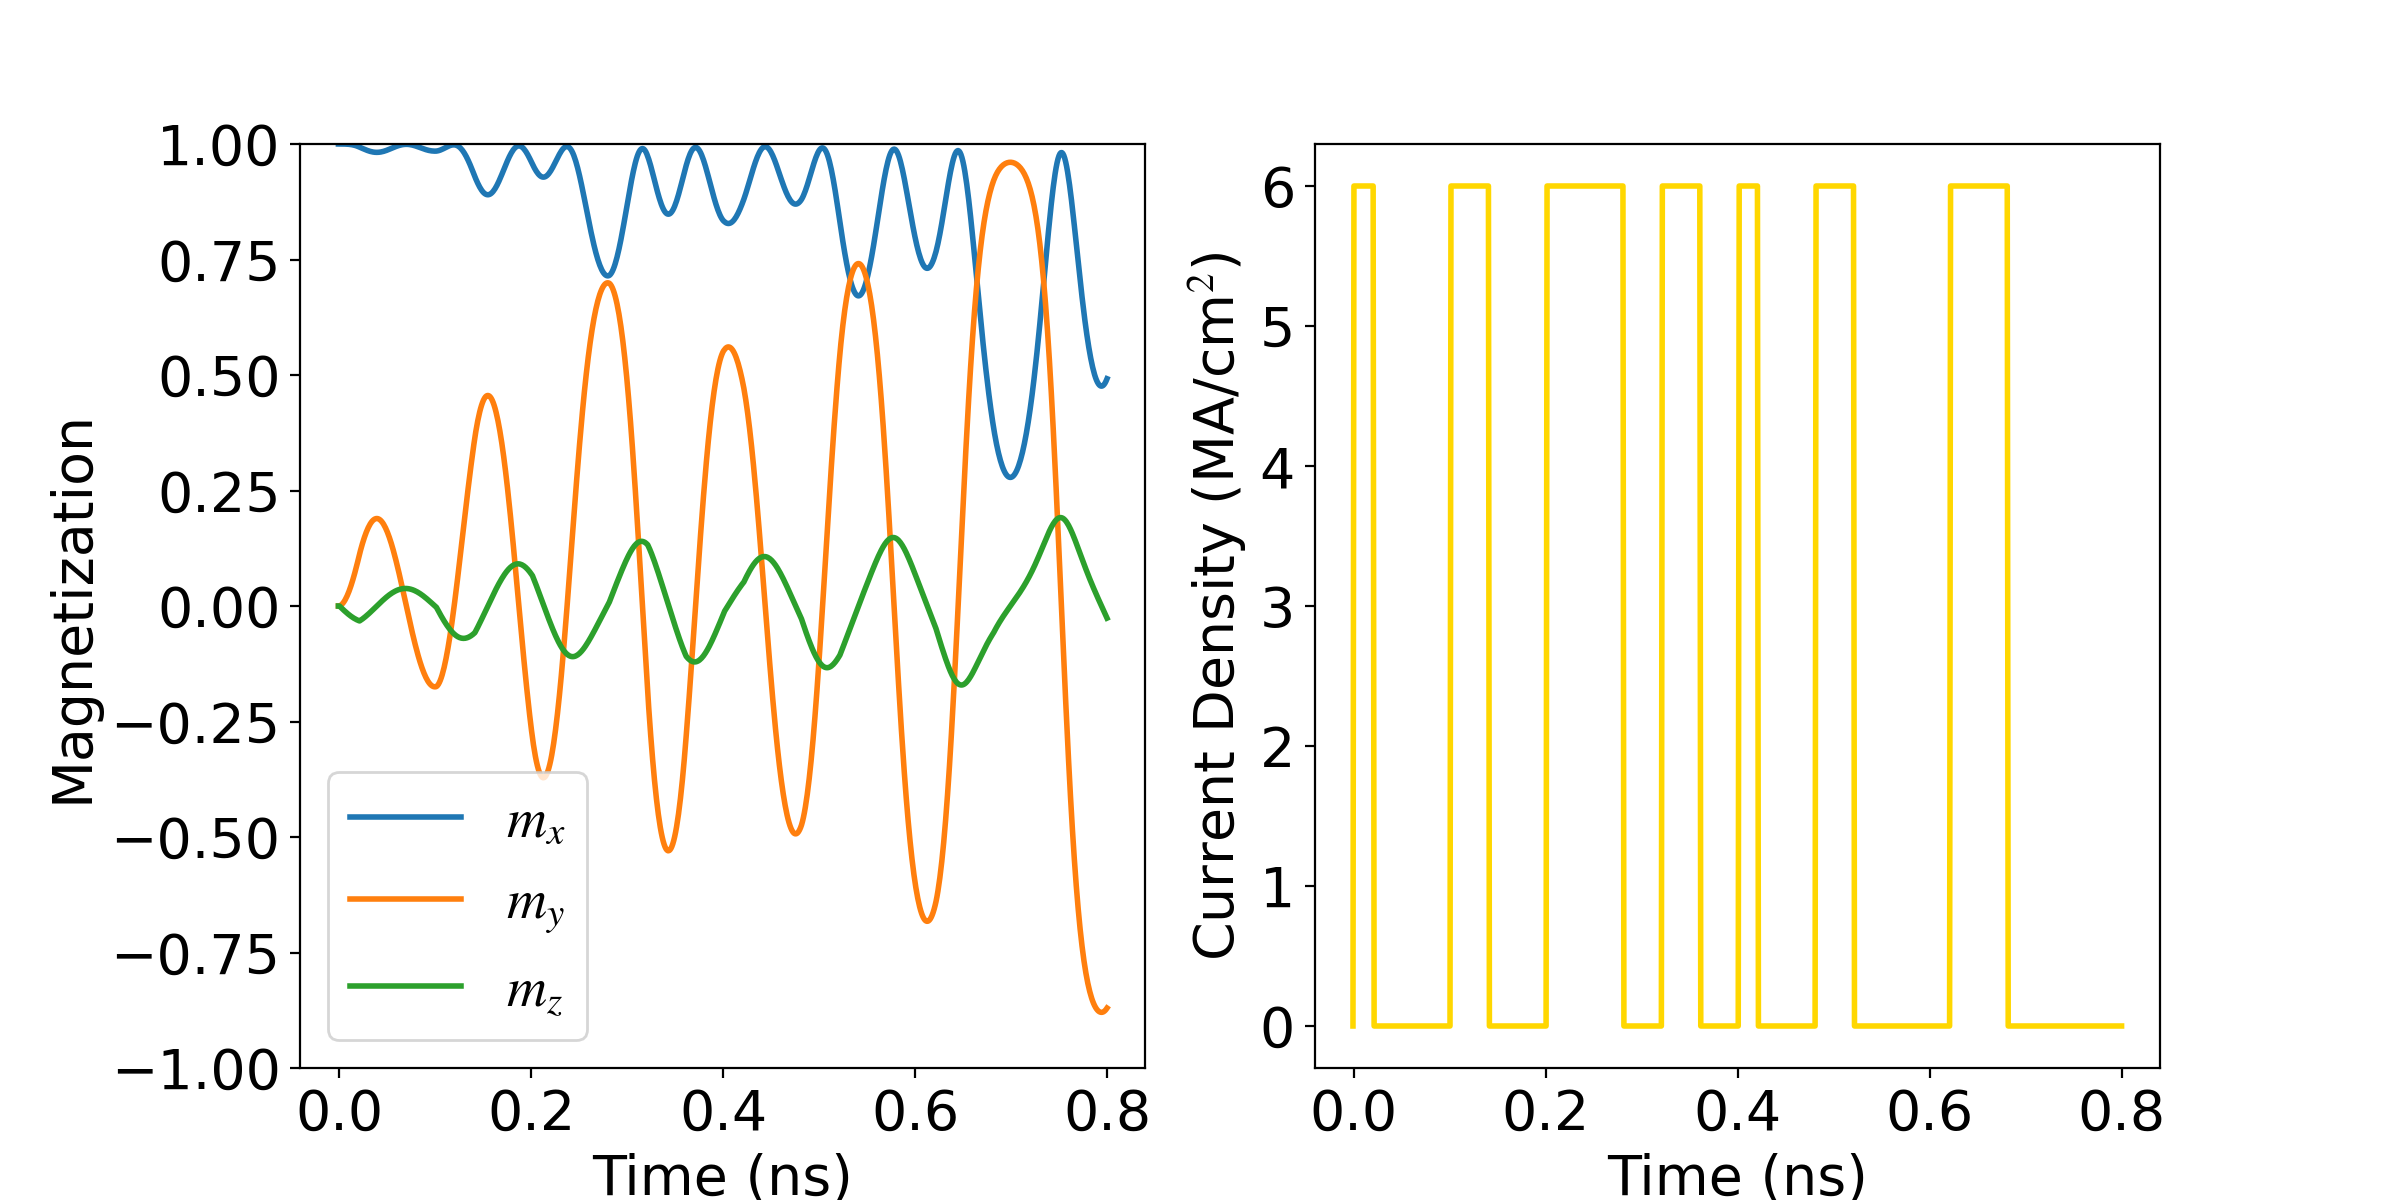 Magnetization
1.00
0.75
0.50
0.25
0.00
−0.25
−0.50
−0.75
−1.00
m_x
m_y
m_z
0.0 0.2 0.4 0.6 0.8
Time (ns)
Current Density (MA/cm²)
6
5
4
3
2
1
0
0.0 0.2 0.4 0.6 0.8
Time (ns)